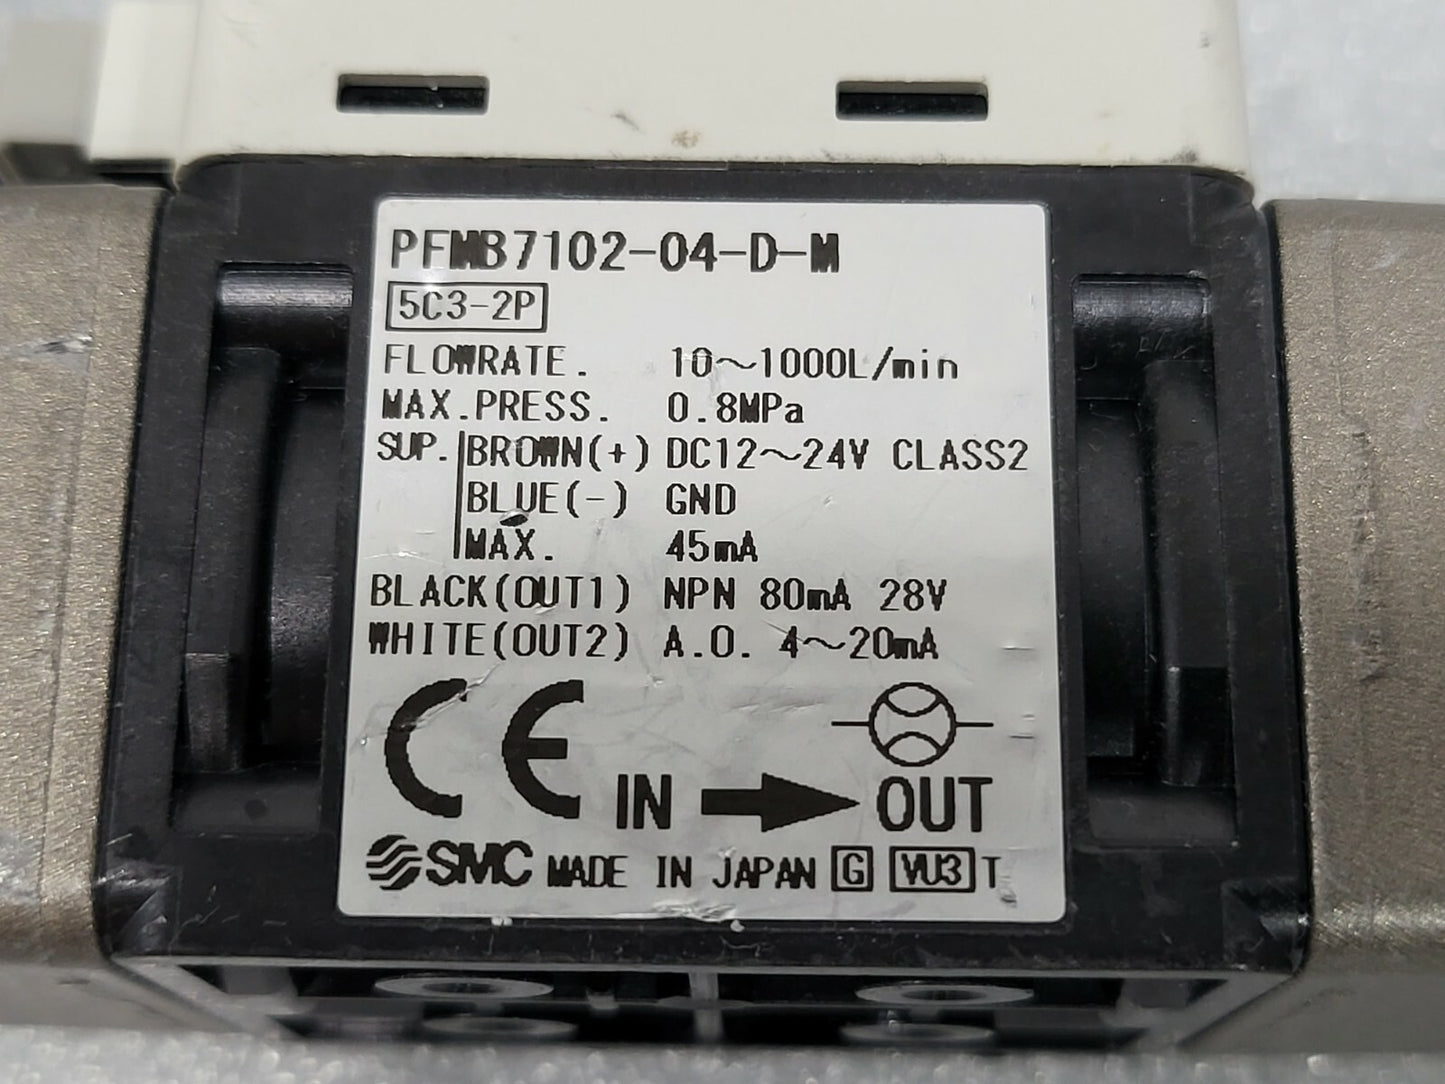 PFMB7102-04-D-M
5C3-2P
FLOWRATE. 10～1000L/min
MAX.PRESS. 0.8MPa
SUP. BROWN(+) DC12～24V CLASS2
BLUE(-) GND
MAX. 45mA
BLACK(OUT1) NPN 80mA 28V
WHITE(OUT2) A.O. 4～20mA
CE IN OUT
SMC MADE IN JAPAN G VU3 T